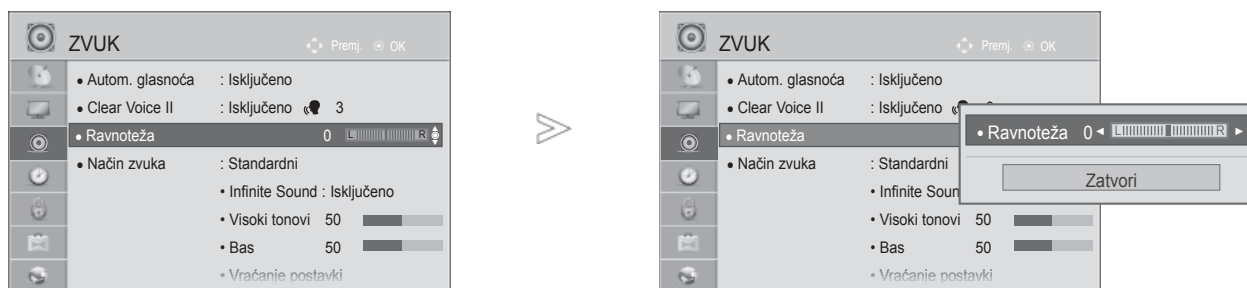 ZVUK
Premj. OK
• Autom. glasnoća : Isključeno
• Clear Voice II : Isključeno 3
• Ravnoteža 0 L R
• Način zvuka : Standardni
• Infinite Sound : Isključeno
• Visoki tonovi 50
• Bas 50
• Vraćanje postavki
ZVUK
Premj. OK
• Autom. glasnoća : Isključeno
• Clear Voice II : Isključeno
• Ravnoteža
• Način zvuka : Standardni
• Infinite Soun
• Visoki tonovi 50
• Bas 50
• Vraćanje postavki
• Ravnoteža 0 ◄ L R ►
Zatvori